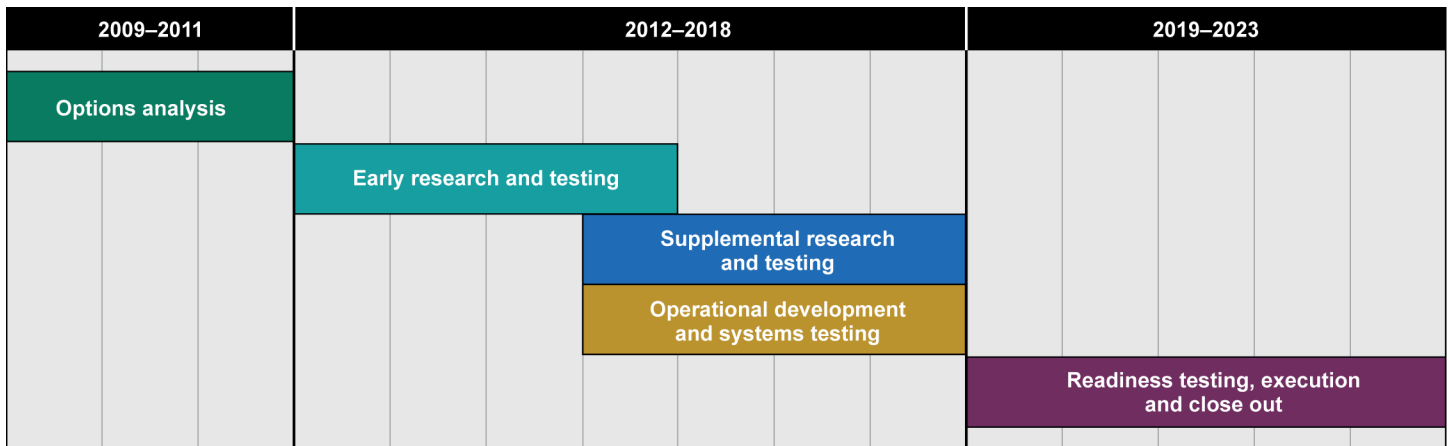 2009–2011
2012–2018
2019–2023
Options analysis
Early research and testing
Supplemental research
and testing
Operational development
and systems testing
Readiness testing, execution
and close out